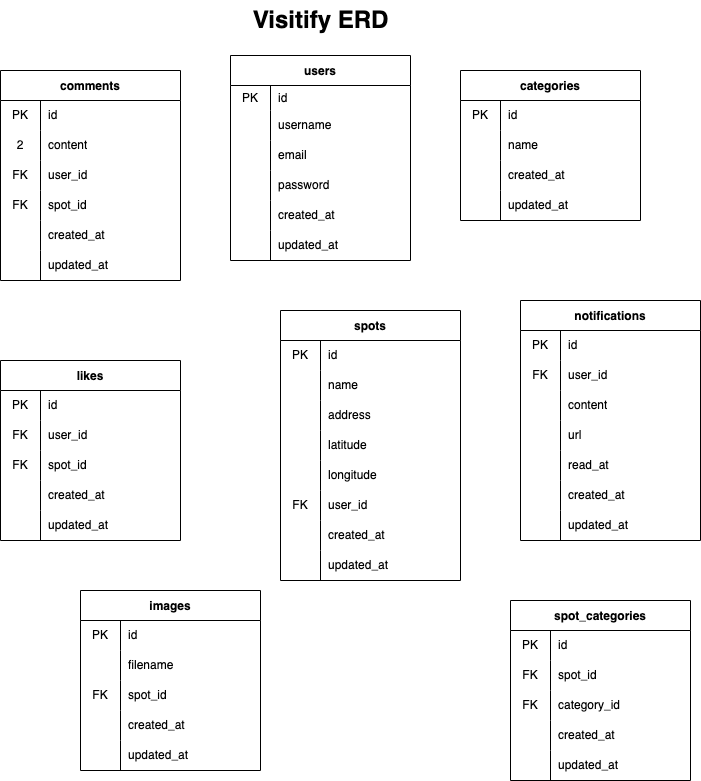 Visitify ERD
comments
PK id
2 content
FK user_id
FK spot_id
created_at
updated_at
users
PK id
username
email
password
created_at
updated_at
categories
PK id
name
created_at
updated_at
likes
PK id
FK user_id
FK spot_id
created_at
updated_at
spots
PK id
name
address
latitude
longitude
FK user_id
created_at
updated_at
notifications
PK id
FK user_id
content
url
read_at
created_at
updated_at
images
PK id
filename
FK spot_id
created_at
updated_at
spot_categories
PK id
FK spot_id
FK category_id
created_at
updated_at